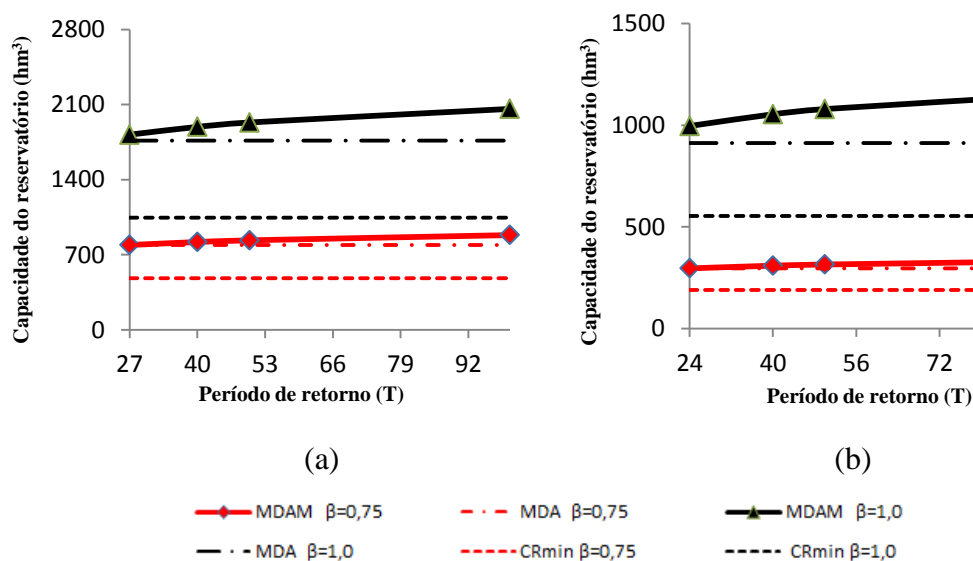 Capacidade do reservatório (hm³)
2800
2100
1400
700
0
27 40 53 66 79 92
Período de retorno (T)
(a)
Capacidade do reservatório (hm³)
1500
1000
500
0
24 40 56 72
Período de retorno (T)
(b)
MDAM β=0,75 MDA β=0,75 MDAM β=1,0
MDA β=1,0 CRmin β=0,75 CRmin β=1,0